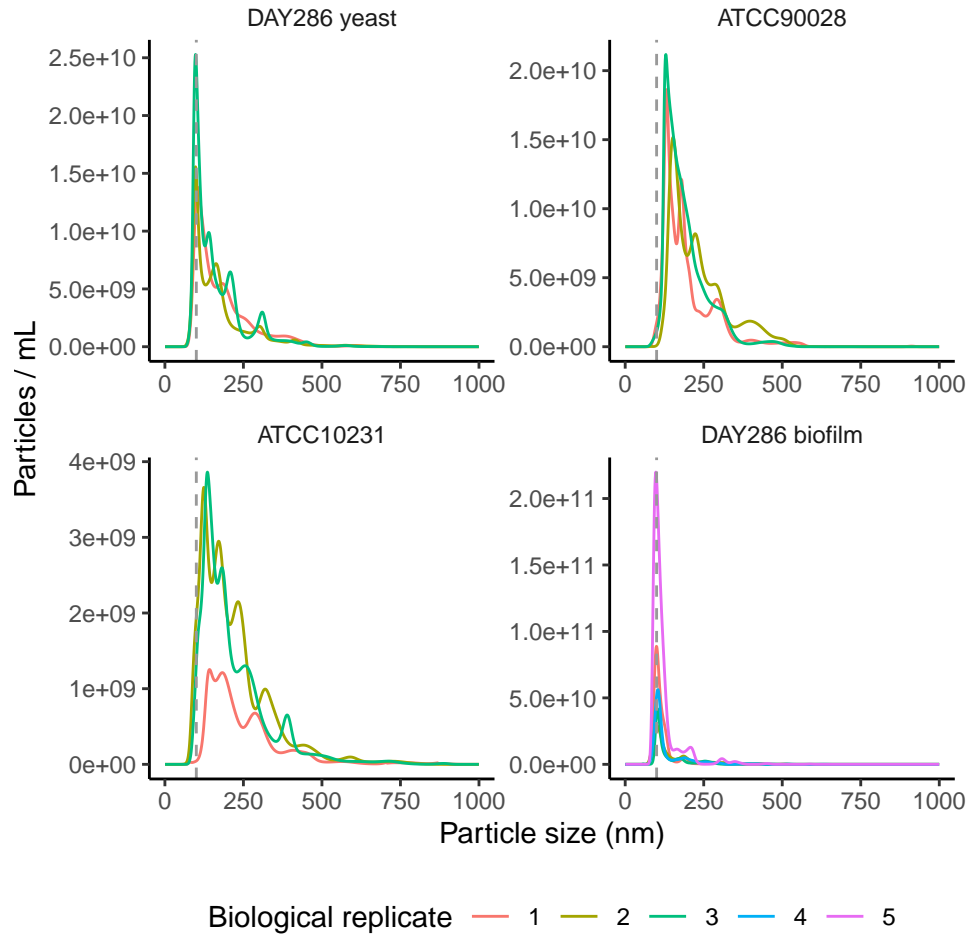 DAY286 yeast
ATCC90028
2.5e+10
2.0e+10
1.5e+10
1.0e+10
5.0e+09
0.0e+00
0 250 500 750 1000
2.0e+10
1.5e+10
1.0e+10
5.0e+09
0.0e+00
0 250 500 750 1000
Particles / mL
ATCC10231
DAY286 biofilm
4e+09
3e+09
2e+09
1e+09
0e+00
0 250 500 750 1000
2.0e+11
1.5e+11
1.0e+11
5.0e+10
0.0e+00
0 250 500 750 1000
Particle size (nm)
Biological replicate 1 2 3 4 5